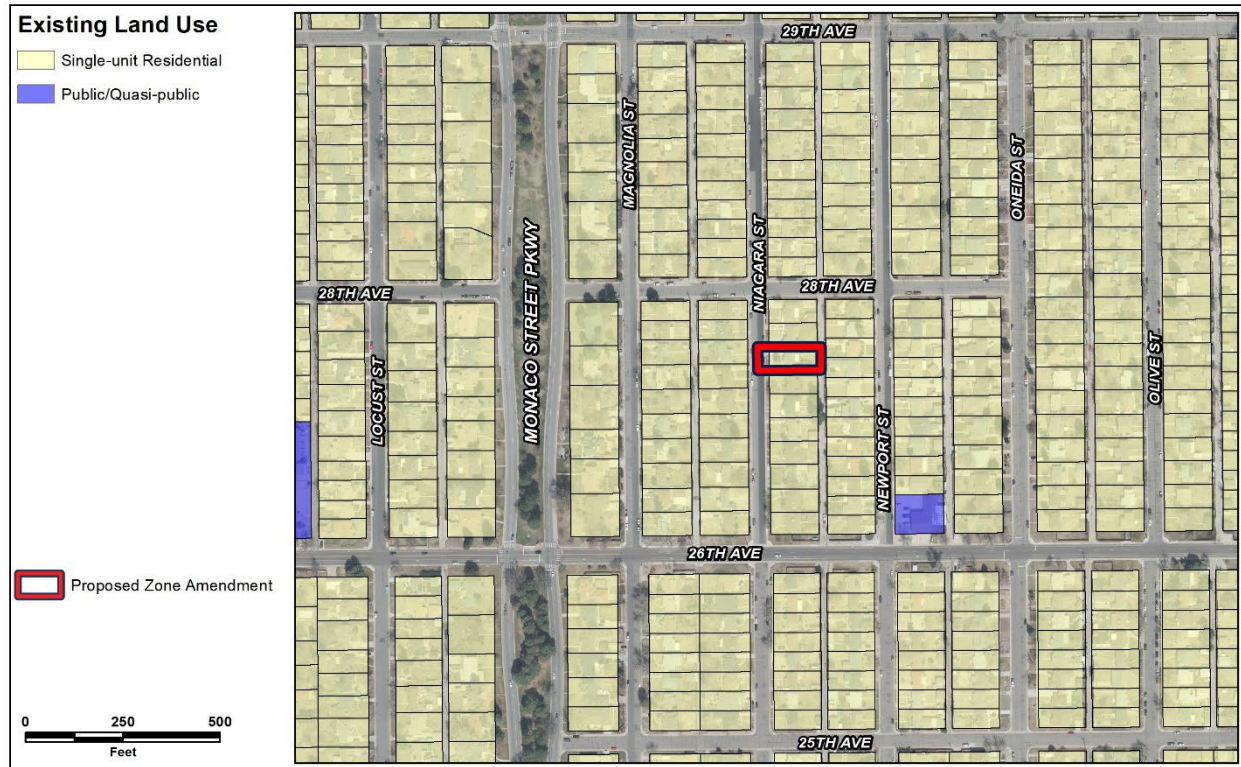 Existing Land Use
Single-unit Residential
Public/Quasi-public
Proposed Zone Amendment
0 250 500
Feet
29TH AVE
MAGNOLIA ST
ONEIDA ST
MONACO STREET PKWY
NIAGARA ST
28TH AVE
28TH AVE
LOCUST ST
OLIVE ST
NEWPORT ST
26TH AVE
25TH AVE